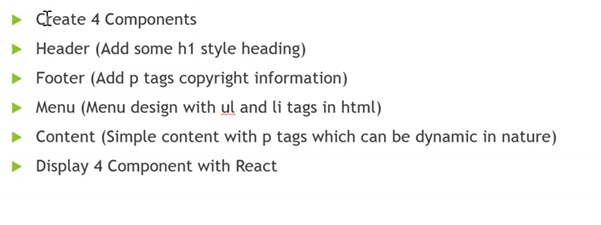 Create 4 Components
Header (Add some h1 style heading)
Footer (Add p tags copyright information)
Menu (Menu design with ul and li tags in html)
Content (Simple content with p tags which can be dynamic in nature)
Display 4 Component with React